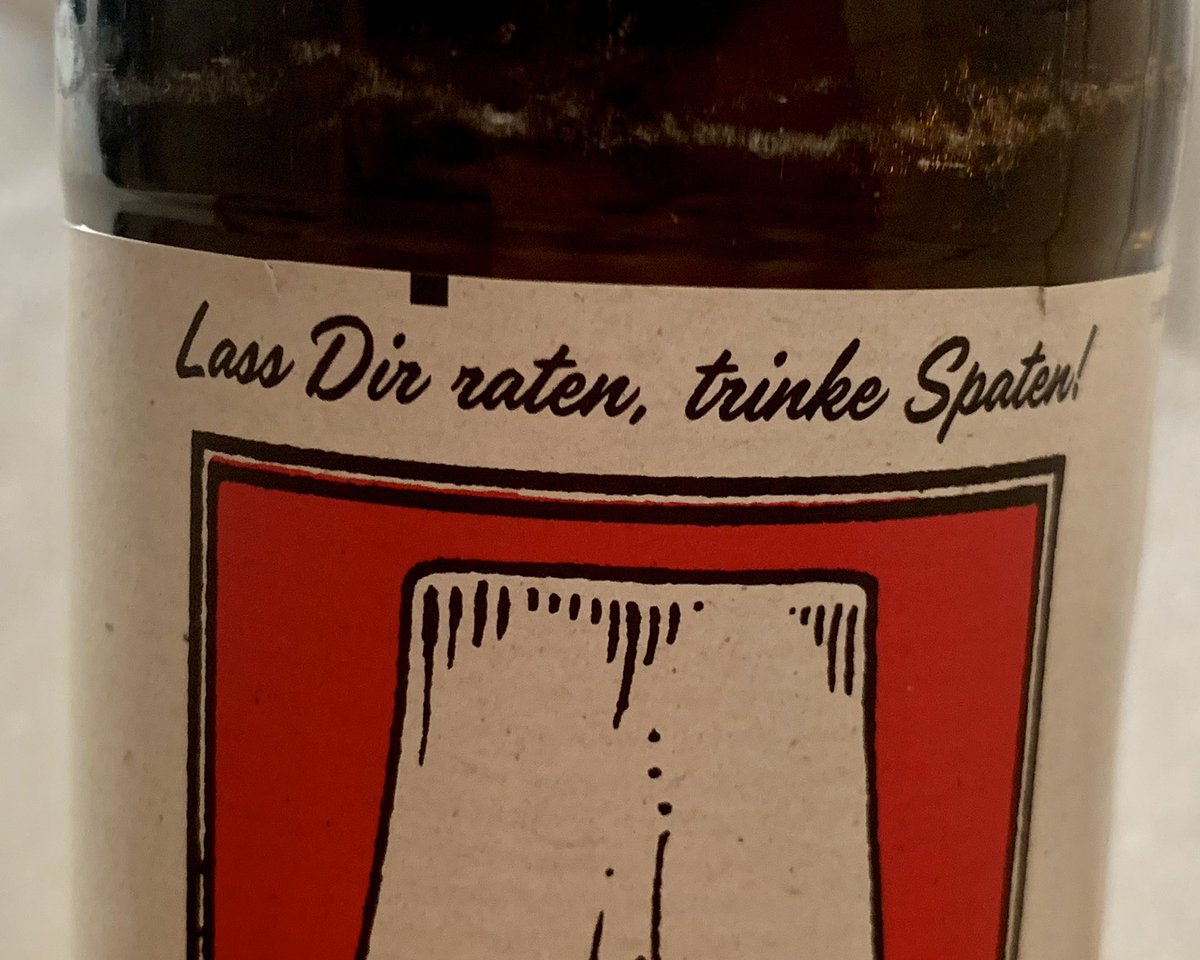 Lass Dir raten, trinke Spaten!